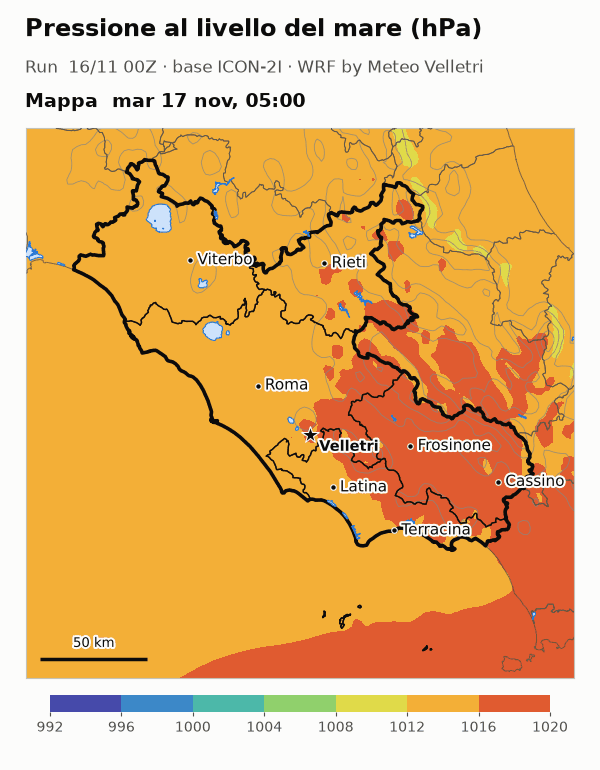 Pressione al livello del mare (hPa)
Run 16/11 00Z · base ICON-2I · WRF by Meteo Velletri
Mappa mar 17 nov, 05:00
Viterbo
Rieti
Roma
Velletri
Frosinone
Cassino
Latina
Terracina
50 km
992 996 1000 1004 1008 1012 1016 1020